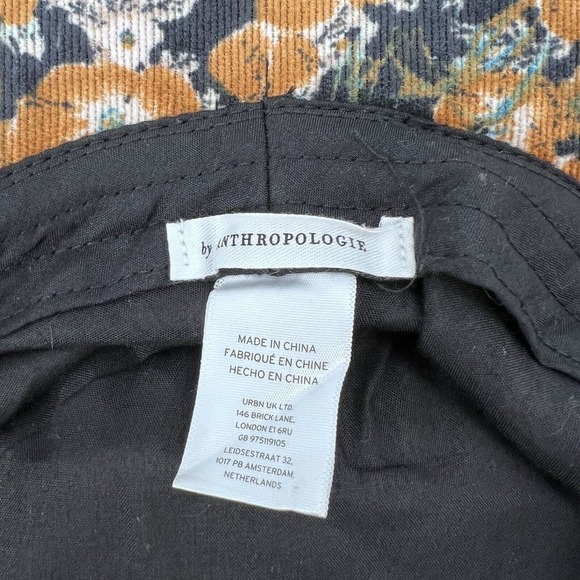 by ANTHROPOLOGIE
MADE IN CHINA
FABRIQUÉ EN CHINE
HECHO EN CHINA
URBN UK LTD.
146 BRICK LANE,
LONDON E1 6RU
GB 975119105
LEIDSESTRAAT 32,
1017 PB AMSTERDAM,
NETHERLANDS